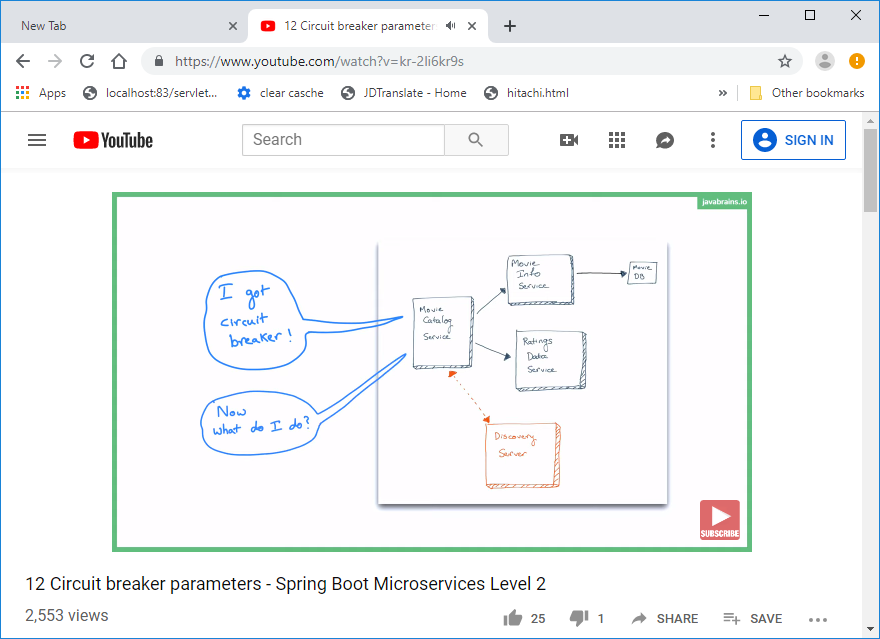 New Tab
12 Circuit breaker parameter
https://www.youtube.com/watch?v=kr-2li6kr9s
Apps
localhost:83/servlet...
clear casche
JDTranslate - Home
hitachi.html
»
Other bookmarks
YouTube
Search
SIGN IN
javabrains.io
I got
circuit
breaker!
Now
what do I do?
Movie
Catalog
Service
Movie
Info
Service
Movie
DB
Ratings
Data
Service
Discovery
Server
SUBSCRIBE
12 Circuit breaker parameters - Spring Boot Microservices Level 2
2,553 views
25
1
SHARE
SAVE